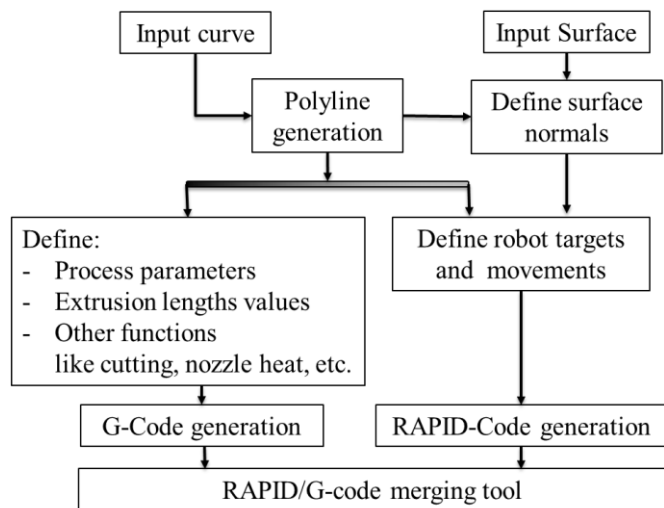 Input curve
Input Surface
Polyline
generation
Define surface
normals
Define:
- Process parameters
- Extrusion lengths values
- Other functions
like cutting, nozzle heat, etc.
Define robot targets
and movements
G-Code generation
RAPID-Code generation
RAPID/G-code merging tool